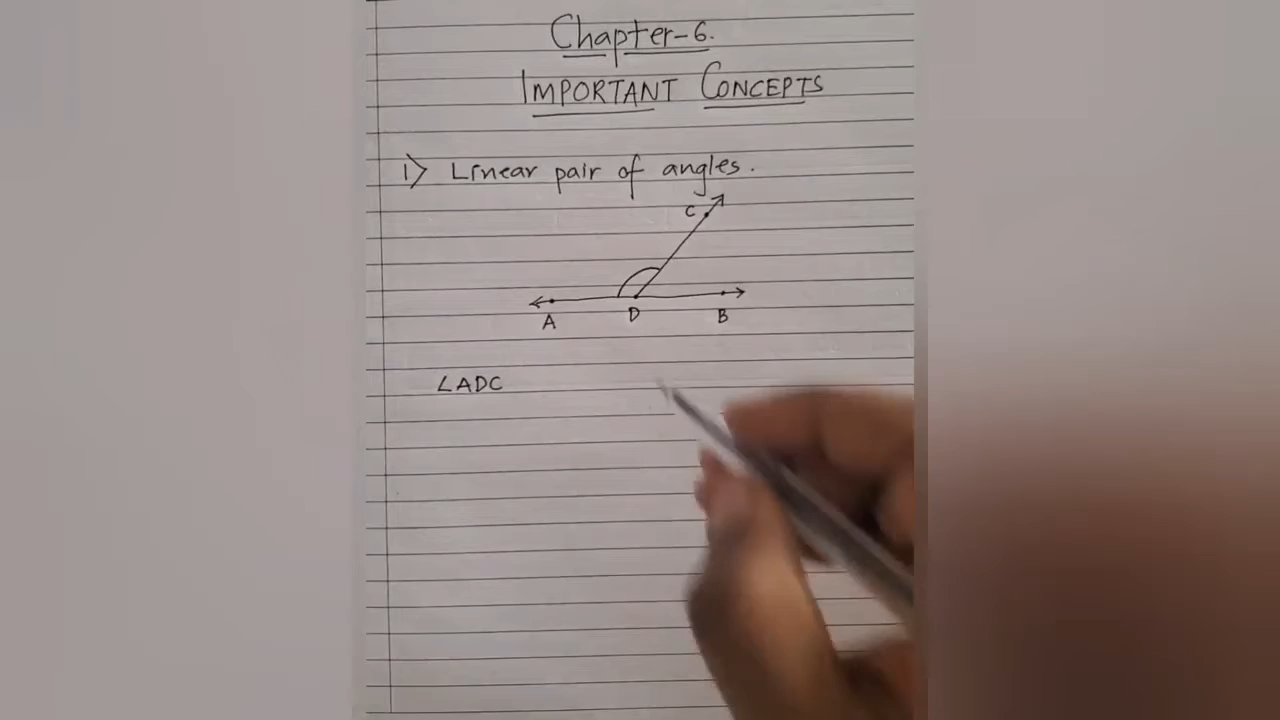 Chapter-6.
IMPORTANT CONCEPTS
1) Linear pair of angles.
C
A D B
∠ADC